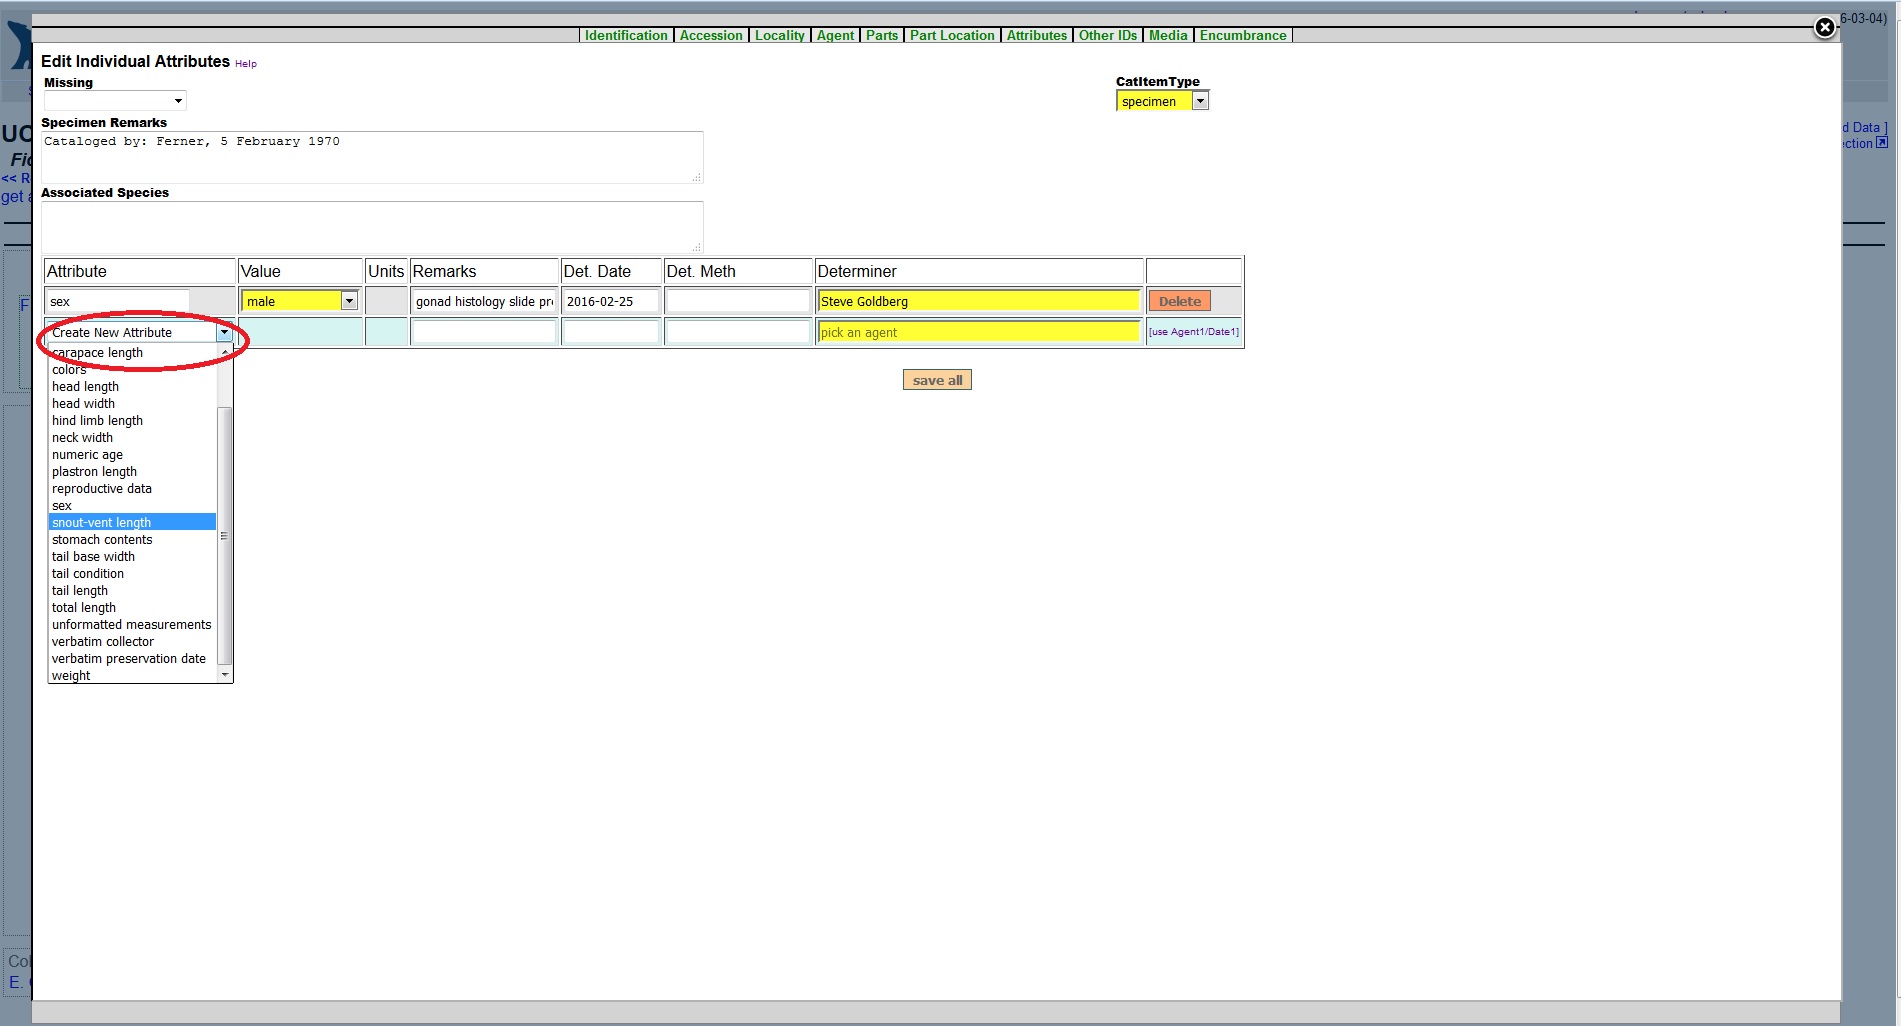 6-03-04)
Identification Accession Locality Agent Parts Part Location Attributes Other IDs Media Encumbrance
Edit Individual Attributes Help
Missing
CatItemType
specimen
Specimen Remarks
Cataloged by: Ferner, 5 February 1970
UC
d Data ]
ction
Fic
<< R
get a
Associated Species
Attribute Value Units Remarks Det. Date Det. Meth Determiner
sex male gonad histology slide pr 2016-02-25 Steve Goldberg Delete
F
Create New Attribute pick an agent [use Agent1/Date1]
carapace length
colors
save all
head length
head width
hind limb length
neck width
numeric age
plastron length
reproductive data
sex
snout-vent length
stomach contents
tail base width
tail condition
tail length
total length
unformatted measurements
verbatim collector
verbatim preservation date
weight
Col
E.